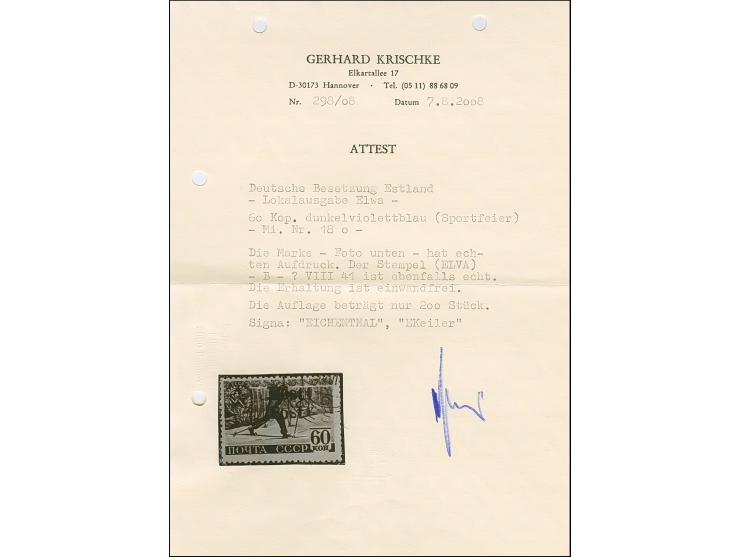 GERHARD KRISCHKE
Elkartallee 17
D-30173 Hannover · Tel. (05 11) 88 68 09
Nr. 298/08 Datum 7.8.2008
ATTEST
Deutsche Besetzung Estland
- Lokalausgabe Elwa -
60 Kop. dunkelviolettblau (Sportfeier)
- Mi. Nr. 18 o -
Die Marke - Foto unten - hat ech-
ten Aufdruck. Der Stempel (ELVA)
- B - ? VIII 41 ist ebenfalls echt.
Die Erhaltung ist einwandfrei.
Die Auflage beträgt nur 200 Stück.
Signa: "EICHENTHAL", "EKeiler"
60
ПОЧТА СССР КОП